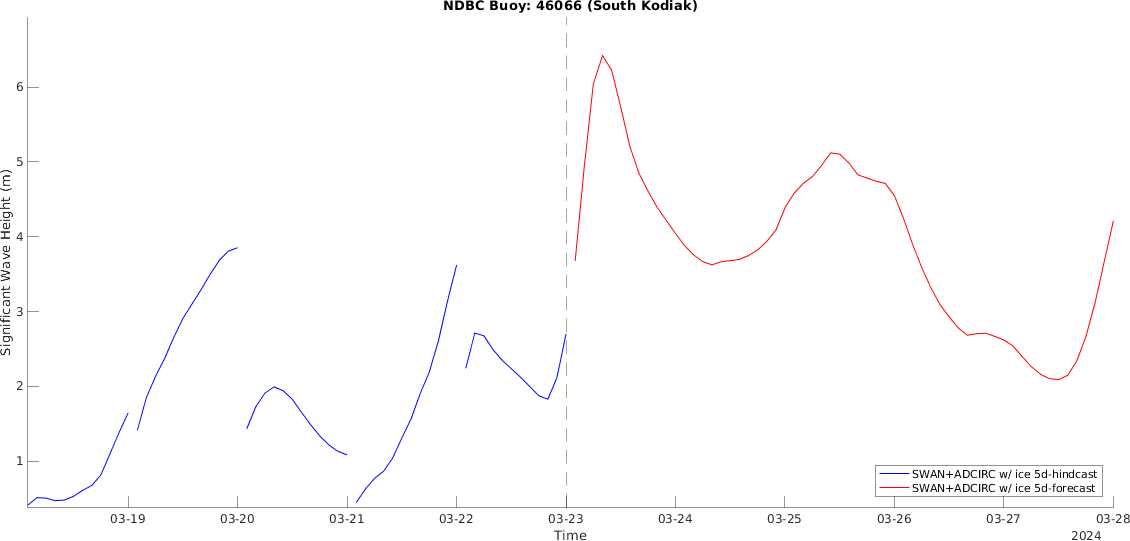 NDBC Buoy: 46066 (South Kodiak)
6
5
4
3
2
1
Significant Wave Height (m)
03-19 03-20 03-21 03-22 03-23 03-24 03-25 03-26 03-27 03-28
Time
2024
SWAN+ADCIRC w/ ice 5d-hindcast
SWAN+ADCIRC w/ ice 5d-forecast